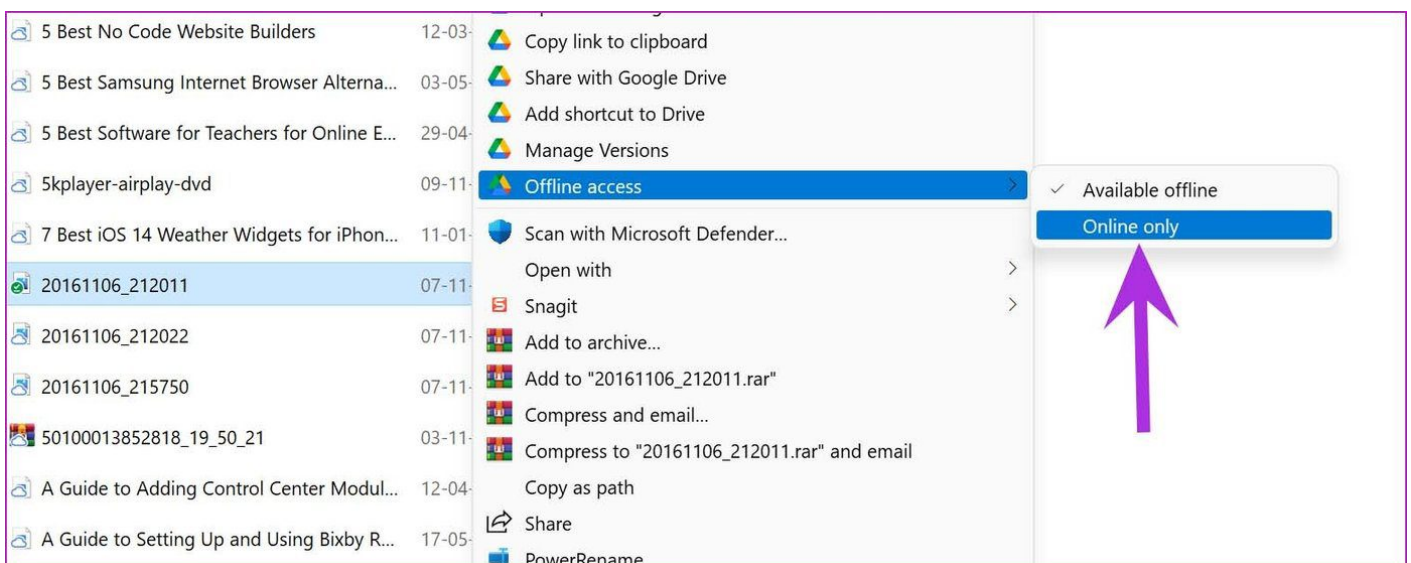 5 Best No Code Website Builders 12-03-
5 Best Samsung Internet Browser Alterna... 03-05-
5 Best Software for Teachers for Online E... 29-04-
5kplayer-airplay-dvd 09-11-
7 Best iOS 14 Weather Widgets for iPhon... 11-01-
20161106_212011 07-11-
20161106_212022 07-11-
20161106_215750 07-11-
50100013852818_19_50_21 03-11-
A Guide to Adding Control Center Modul... 12-04-
A Guide to Setting Up and Using Bixby R... 17-05-
Copy link to clipboard
Share with Google Drive
Add shortcut to Drive
Manage Versions
Offline access
Scan with Microsoft Defender...
Open with
Snagit
Add to archive...
Add to "20161106_212011.rar"
Compress and email...
Compress to "20161106_212011.rar" and email
Copy as path
Share
PowerRename
Available offline
Online only